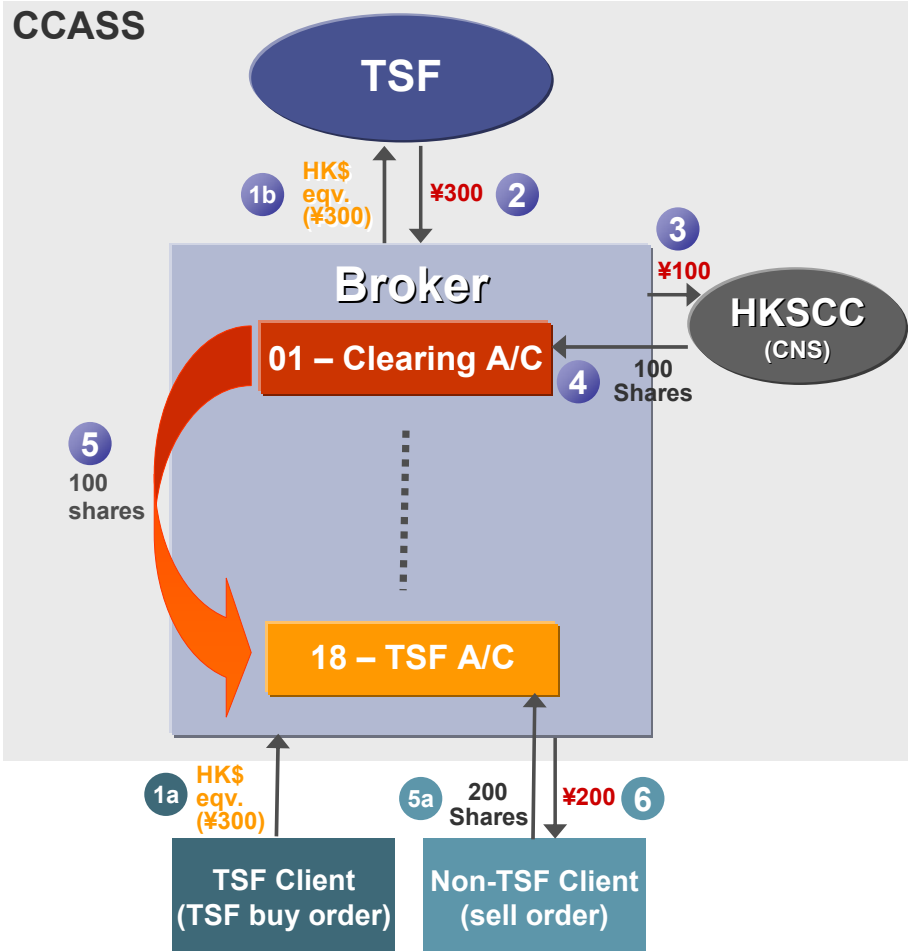 CCASS
TSF
1b
HK$
eqv.
(¥300)
¥300
2
3
¥100
Broker
HKSCC
(CNS)
01 – Clearing A/C
4
100
Shares
5
100
shares
18 – TSF A/C
1a
HK$
eqv.
(¥300)
5a
200
Shares
¥200
6
TSF Client
(TSF buy order)
Non-TSF Client
(sell order)